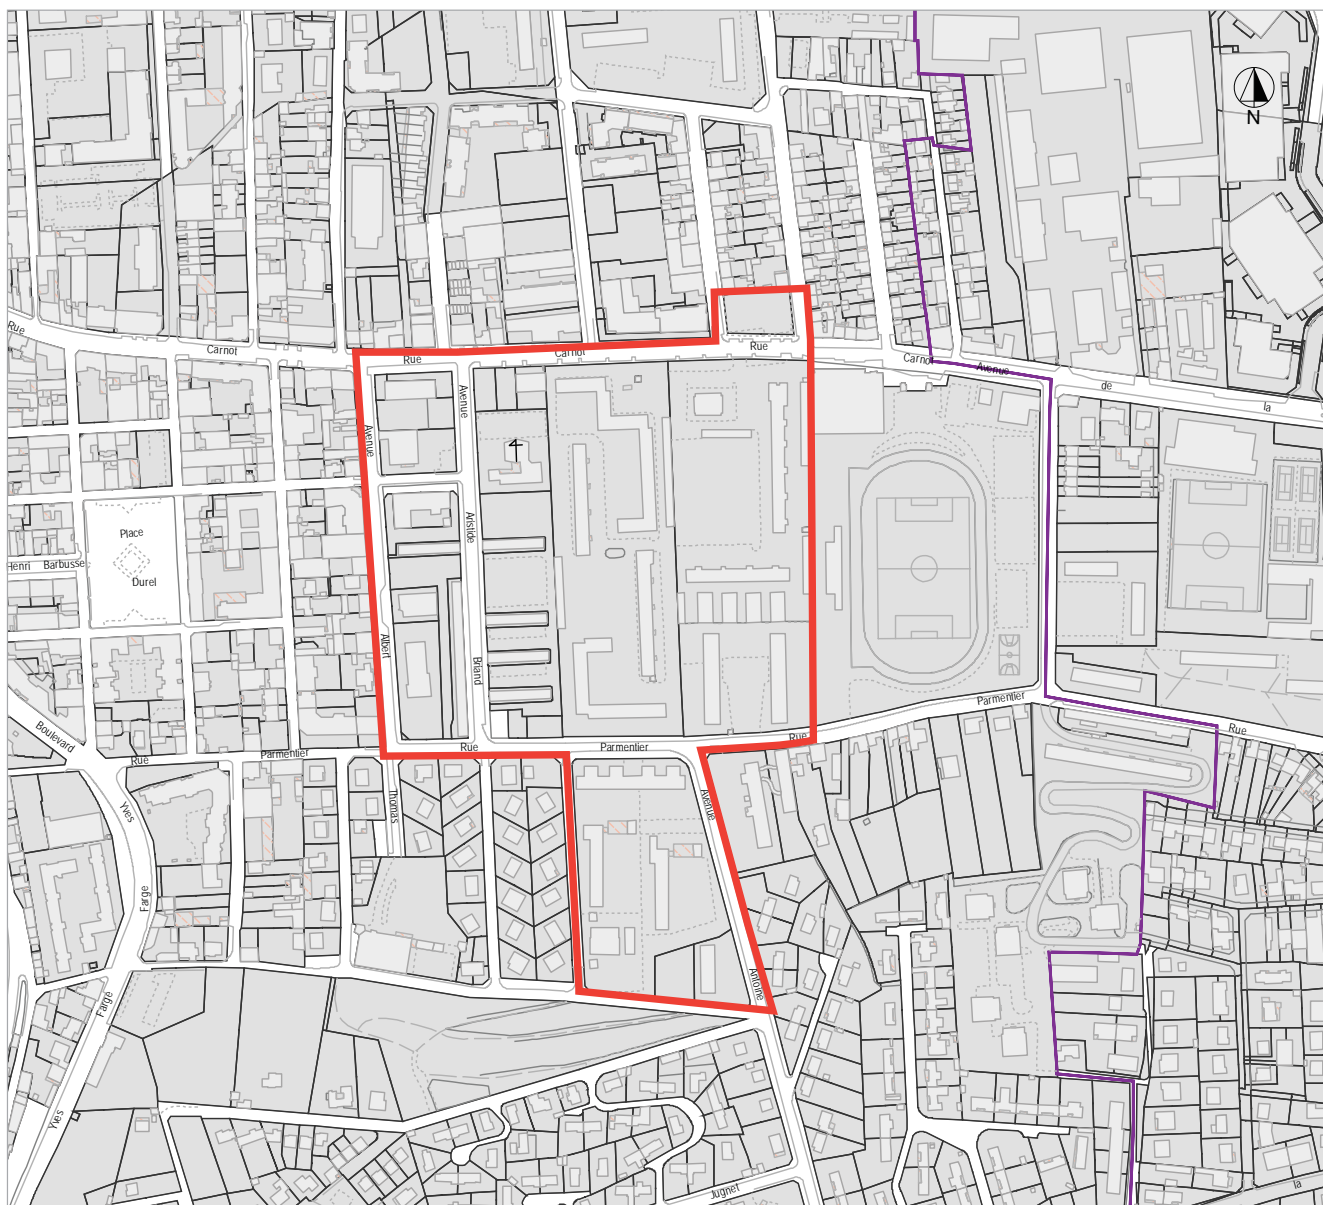 N
Rue
Carnot
Rue
Carnot
Rue
Carnot
Avenue
de
la
Avenue
Avenue
Aristide
Place
Durel
Henri Barbusse
Albert
Briand
Parmentier
Boulevard
Rue
Parmentier
Rue
Parmentier
Rue
Rue
Yves
Thomas
Avenue
Farge
Farge
Antoine
Yves
Jugnet
la